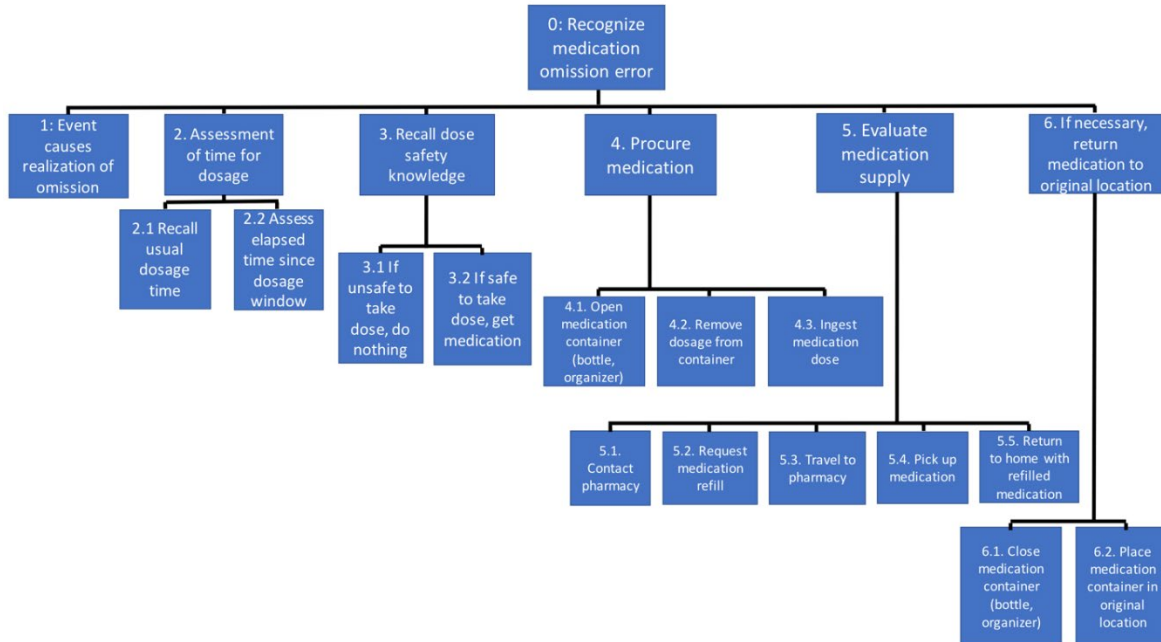 0: Recognize
medication
omission error
1: Event
causes
realization of
omission
2. Assessment
of time for
dosage
3. Recall dose
safety
knowledge
4. Procure
medication
5. Evaluate
medication
supply
6. If necessary,
return
medication to
original location
2.1 Recall
usual
dosage
time
2.2 Assess
elapsed
time since
dosage
window
3.1 If
unsafe to
take
dose, do
nothing
3.2 If safe
to take
dose, get
medication
4.1. Open
medication
container
(bottle,
organizer)
4.2. Remove
dosage from
container
4.3. Ingest
medication
dose
5.1.
Contact
pharmacy
5.2. Request
medication
refill
5.3. Travel to
pharmacy
5.4. Pick up
medication
5.5. Return
to home with
refilled
medication
6.1. Close
medication
container
(bottle,
organizer)
6.2. Place
medication
container in
original
location